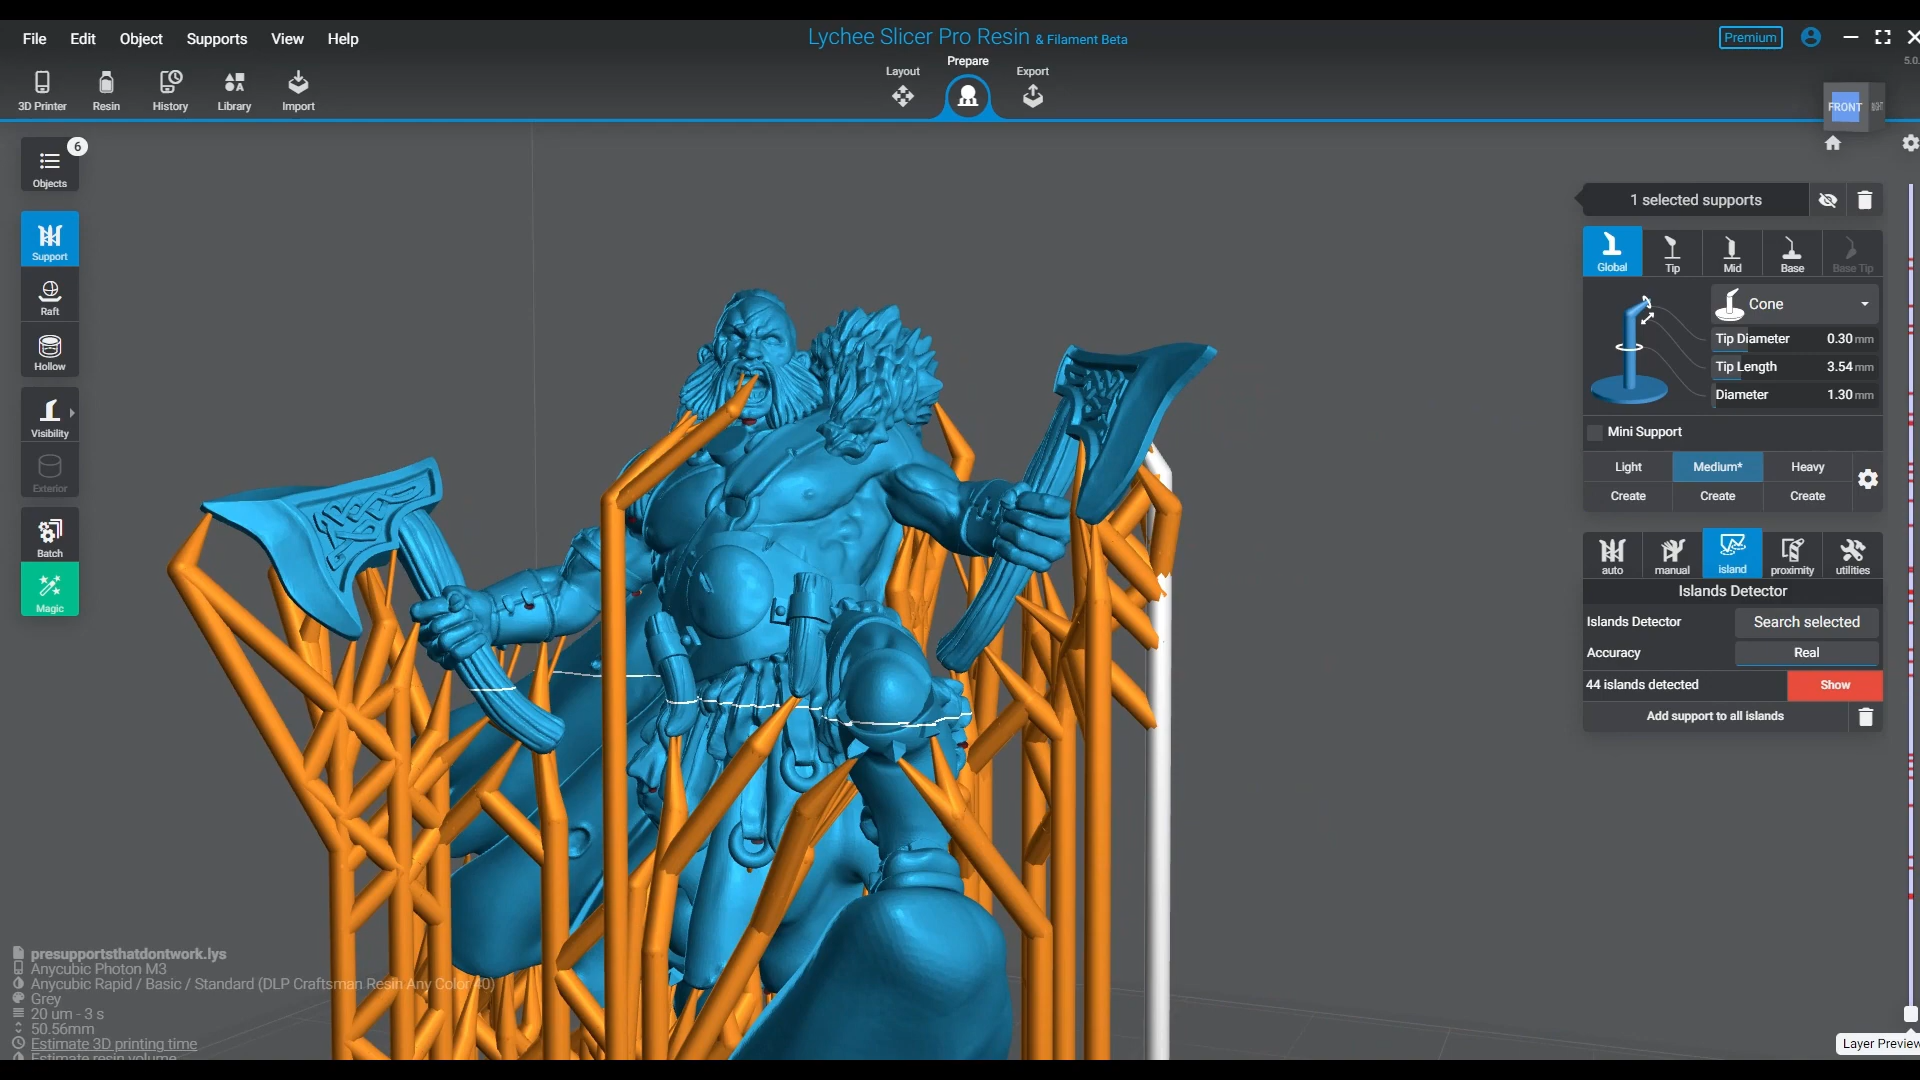 File Edit Object Supports View Help
Lychee Slicer Pro Resin & Filament Beta
Premium
5.0.
3D Printer Resin History Library Import
Layout Prepare Export
FRONT
Objects 6
Support
Raft
Hollow
Visibility
Exterior
Batch
Magic
1 selected supports
Global Tip Mid Base Base Tip
Cone
Tip Diameter 0.30 mm
Tip Length 3.54 mm
Diameter 1.30 mm
Mini Support
Light Medium* Heavy
Create Create Create
auto manual island proximity utilities
Islands Detector
Islands Detector Search selected
Accuracy Real
44 islands detected Show
Add support to all islands
presupportsthatdontwork.lys
Anycubic Photon M3
Anycubic Rapid / Basic / Standard (DLP Craftsman Resin Any Color 40)
Grey
20 um - 3 s
50.56mm
Estimate 3D printing time
Estimate resin volume
Layer Preview